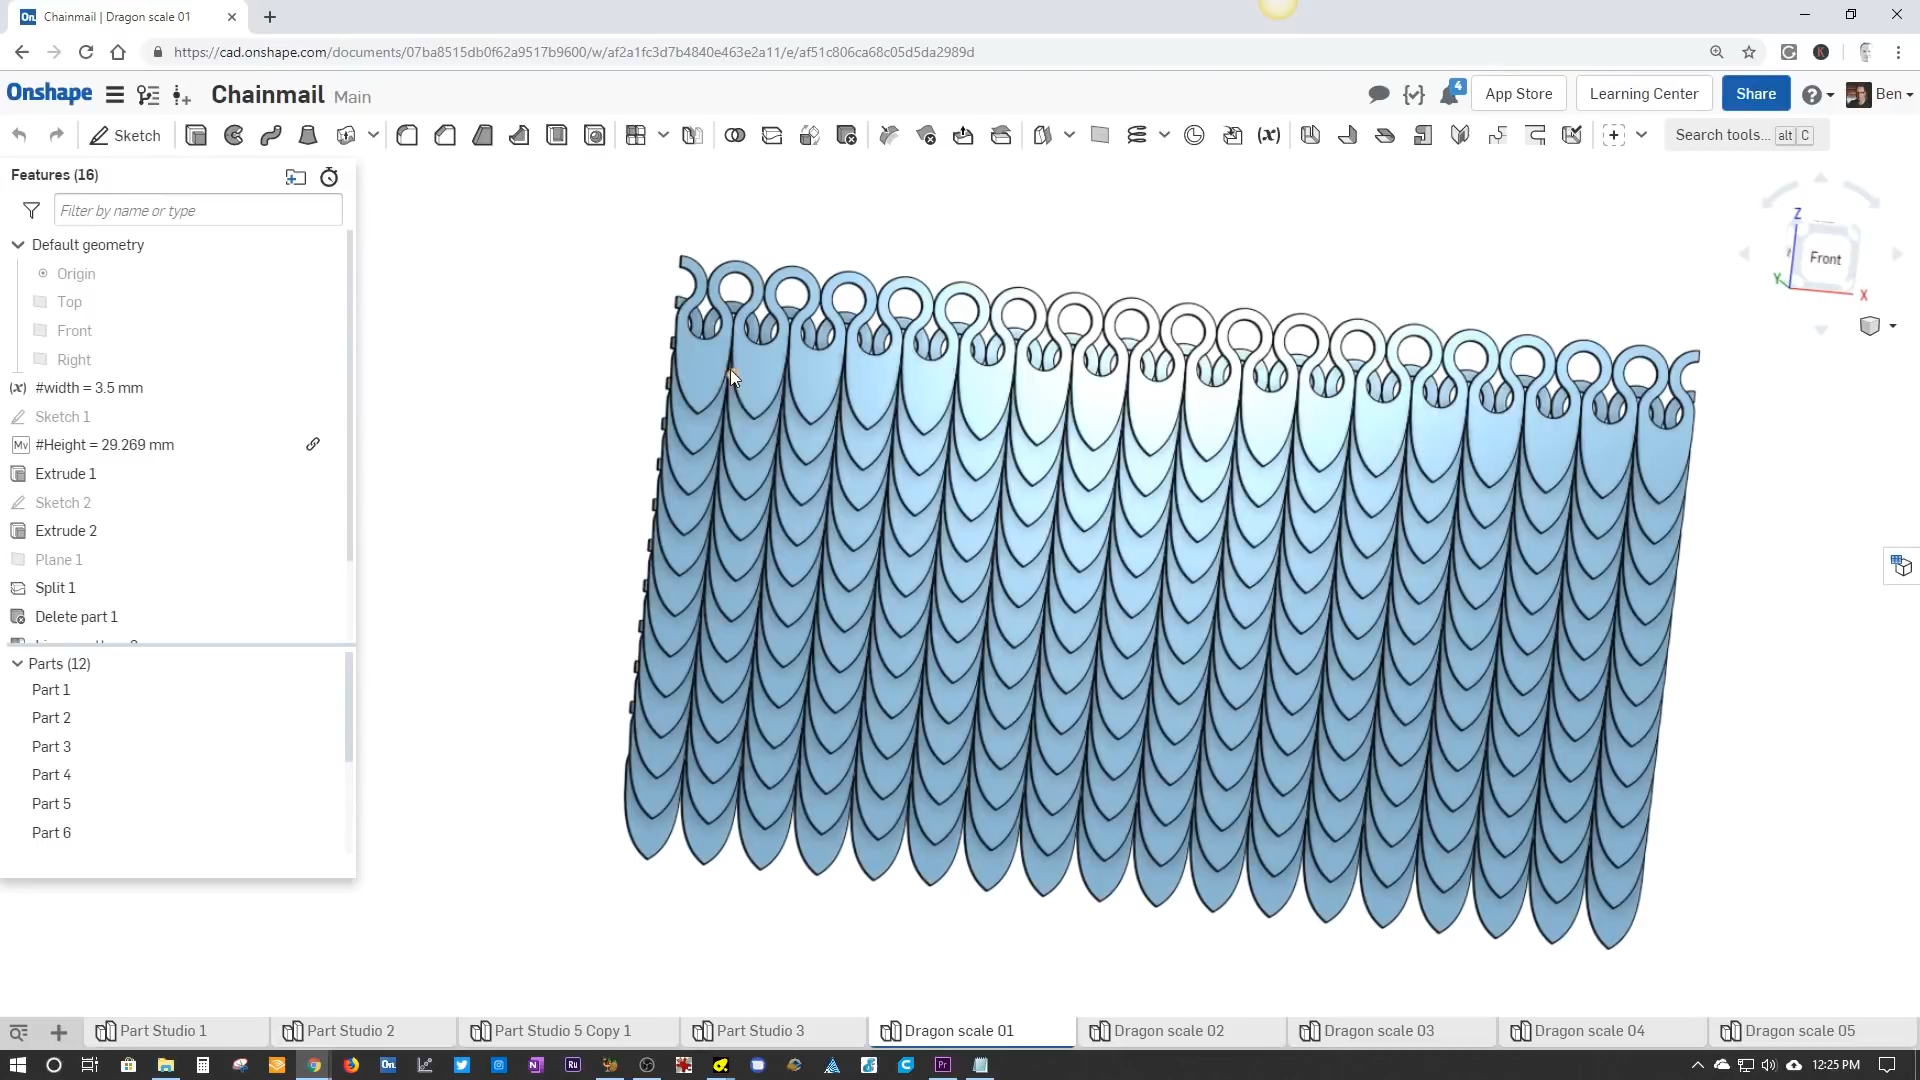 Chainmail | Dragon scale 01
https://cad.onshape.com/documents/07ba8515db0f62a9517b9600/w/af2a1fc3d7b4840e463e2a11/e/af51c806ca68c05d5da2989d
Onshape Chainmail Main 4 App Store Learning Center Share Ben
Sketch Search tools... alt C
Features (16)
Filter by name or type
Default geometry
Origin
Top
Front
Right
(x) #width = 3.5 mm
Sketch 1
Mv #Height = 29.269 mm
Extrude 1
Sketch 2
Extrude 2
Plane 1
Split 1
Delete part 1
Parts (12)
Part 1
Part 2
Part 3
Part 4
Part 5
Part 6
Z
Front
Y
X
Part Studio 1 Part Studio 2 Part Studio 5 Copy 1 Part Studio 3 Dragon scale 01 Dragon scale 02 Dragon scale 03 Dragon scale 04 Dragon scale 05
12:25 PM